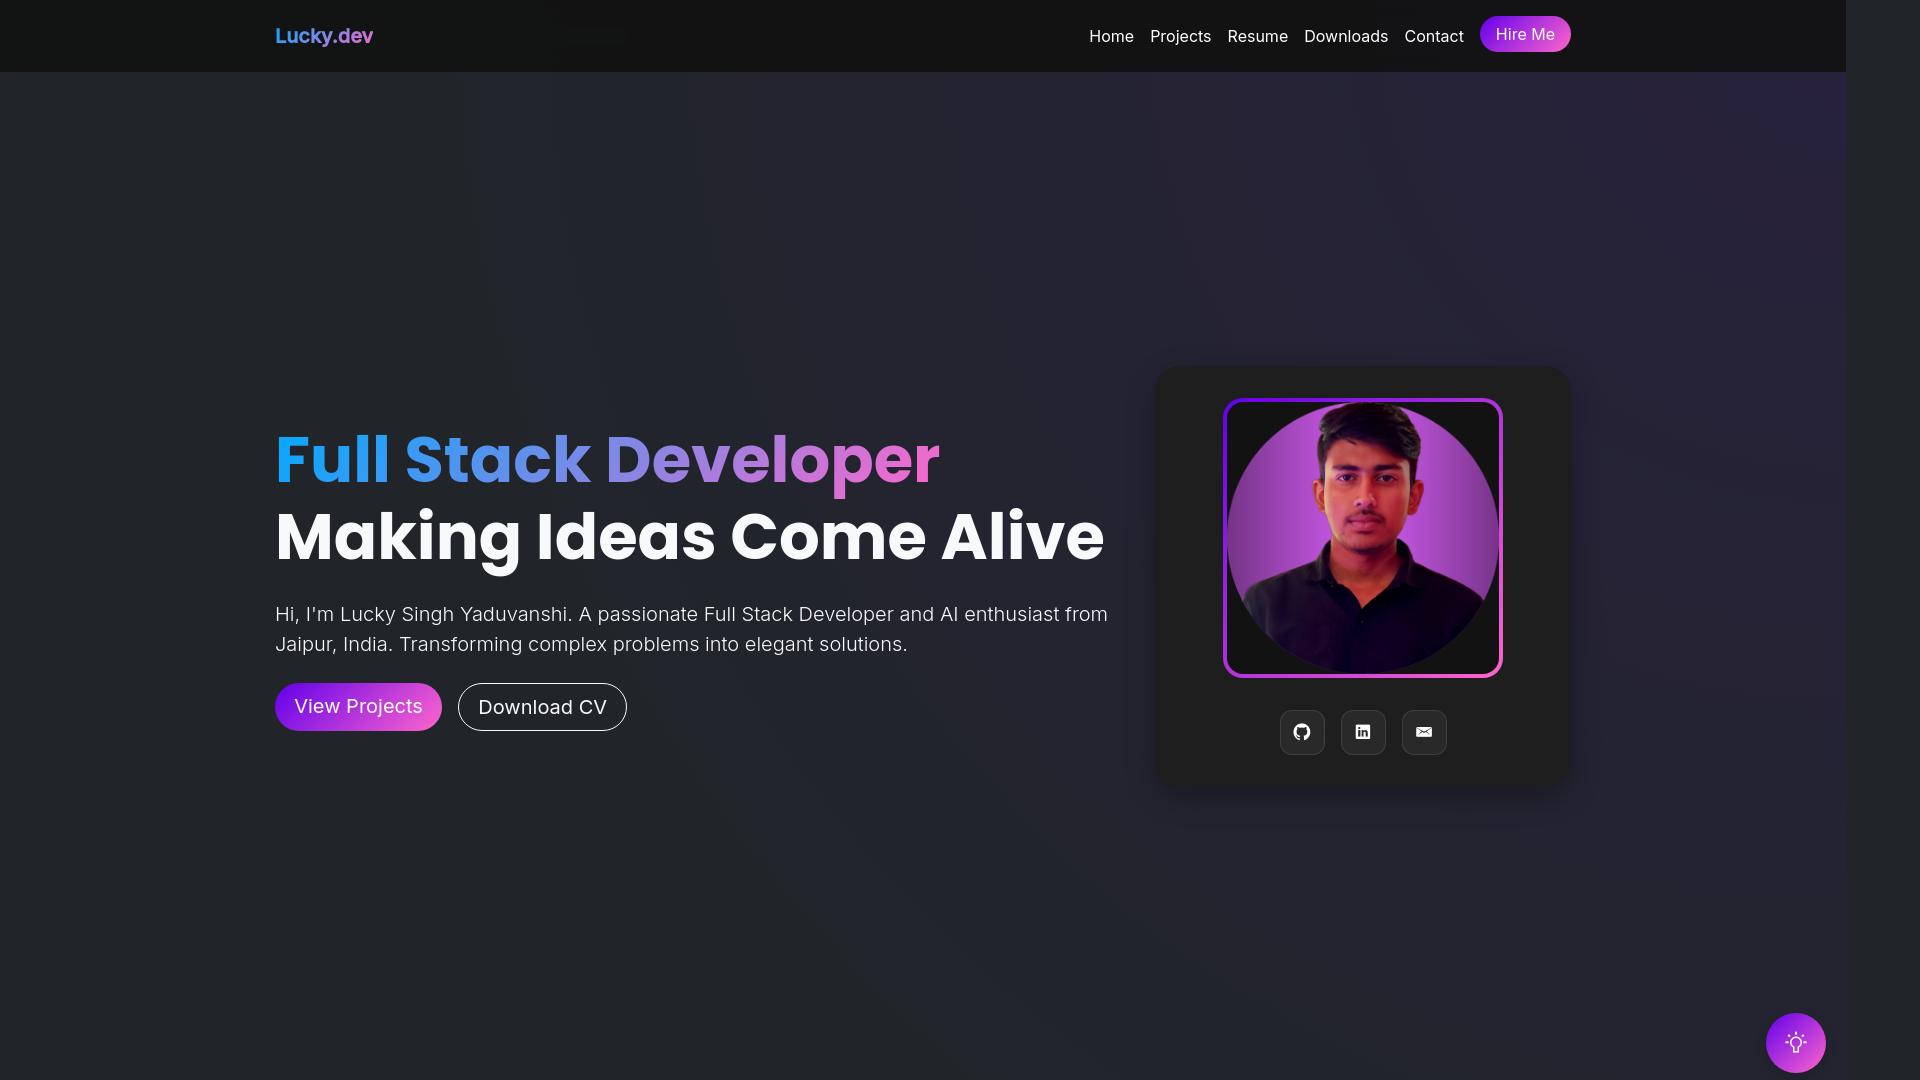 Lucky.dev
Home Projects Resume Downloads Contact Hire Me
Full Stack Developer
Making Ideas Come Alive
Hi, I'm Lucky Singh Yaduvanshi. A passionate Full Stack Developer and AI enthusiast from
Jaipur, India. Transforming complex problems into elegant solutions.
View Projects Download CV